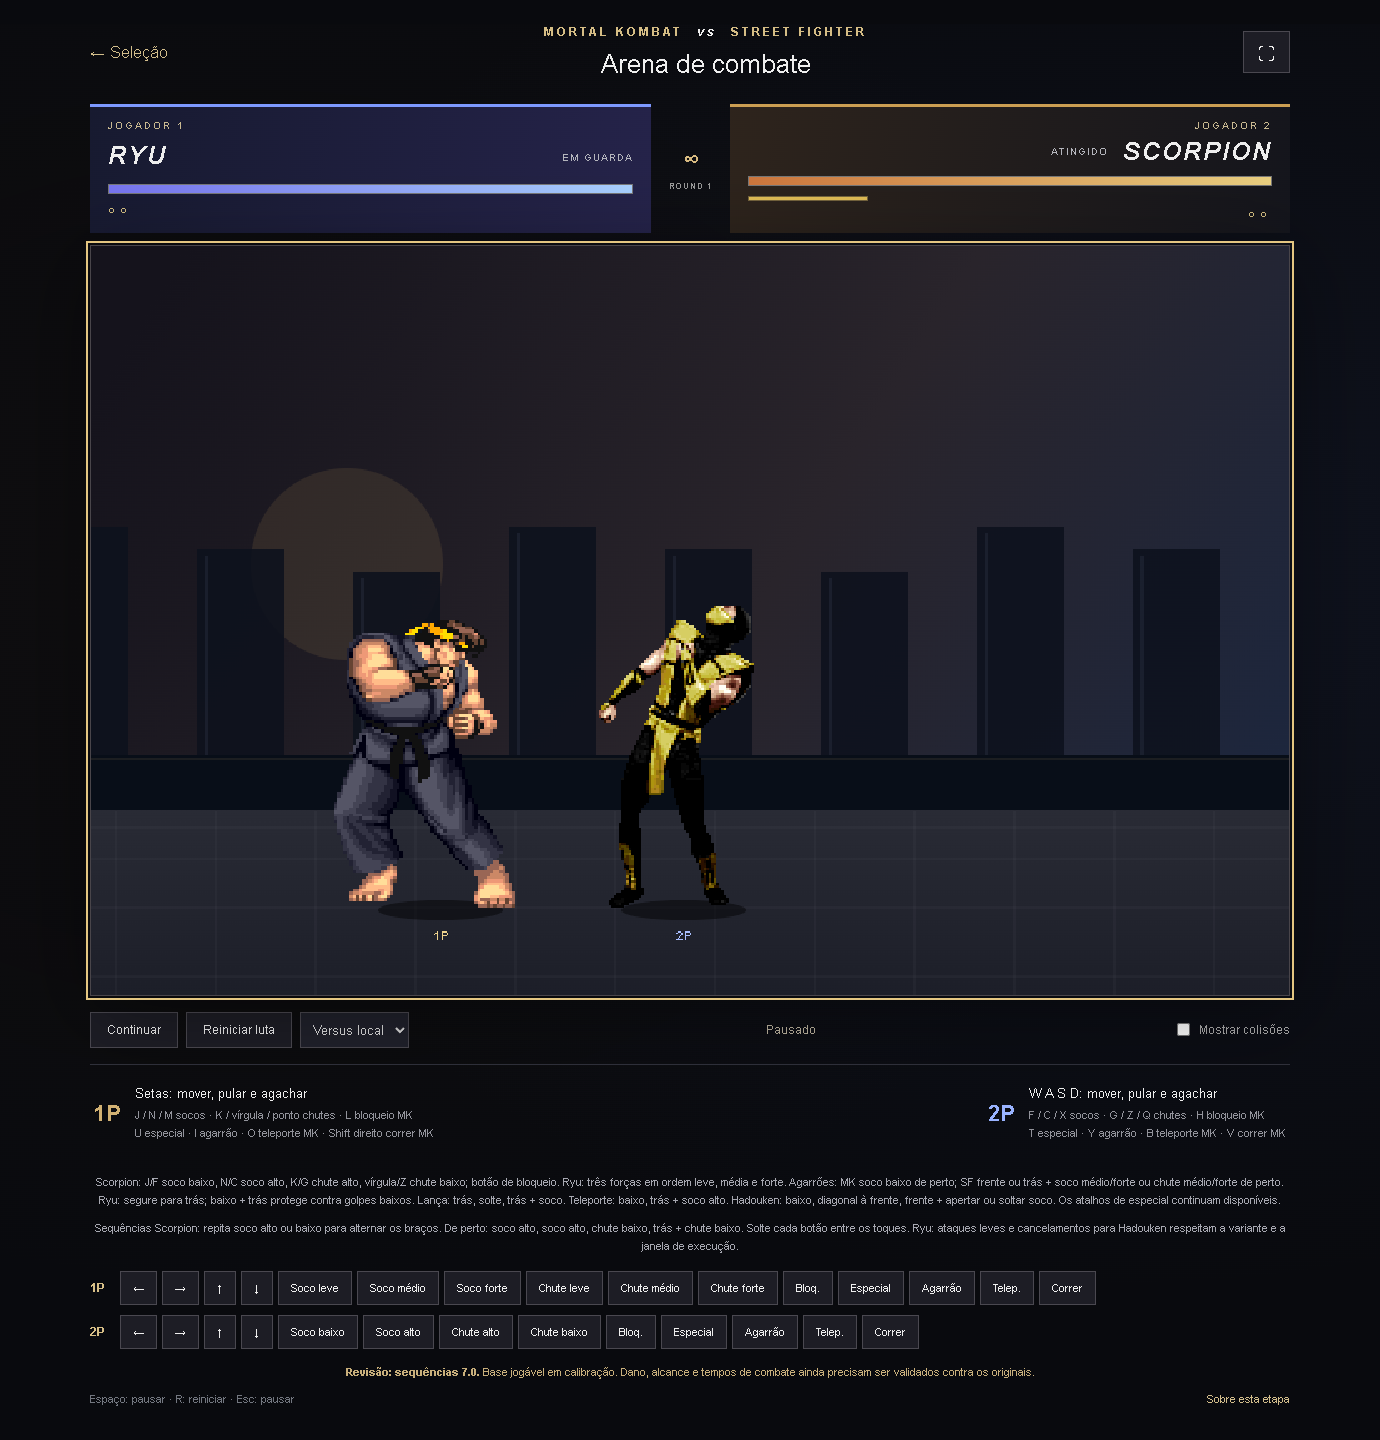 ← Seleção
MORTAL KOMBAT VS STREET FIGHTER
Arena de combate
JOGADOR 1
RYU
EM GUARDA
∞
ROUND 1
JOGADOR 2
ATINGIDO SCORPION
1P
2P
Continuar
Reiniciar luta
Versus local
Pausado
Mostrar colisões
1P
Setas: mover, pular e agachar
J / N / M socos · K / vírgula / ponto chutes · L bloqueio MK
U especial · I agarrão · O teleporte MK · Shift direito correr MK
2P
W A S D: mover, pular e agachar
F / C / X socos · G / Z / Q chutes · H bloqueio MK
T especial · Y agarrão · B teleporte MK · V correr MK
Scorpion: J/F soco baixo, N/C soco alto, K/G chute alto, vírgula/Z chute baixo; botão de bloqueio. Ryu: três forças em ordem leve, média e forte. Agarrões: MK soco baixo de perto; SF frente ou trás + soco médio/forte ou chute médio/forte de perto.
Ryu: segure para trás; baixo + trás protege contra golpes baixos. Lança: trás, solte, trás + soco. Teleporte: baixo, trás + soco alto. Hadouken: baixo, diagonal à frente, frente + apertar ou soltar soco. Os atalhos de especial continuam disponíveis.
Sequências Scorpion: repita soco alto ou baixo para alternar os braços. De perto: soco alto, soco alto, chute baixo, trás + chute baixo. Solte cada botão entre os toques. Ryu: ataques leves e cancelamentos para Hadouken respeitam a variante e a
janela de execução.
1P ← → ↑ ↓ Soco leve Soco médio Soco forte Chute leve Chute médio Chute forte Bloq. Especial Agarrão Telep. Correr
2P ← → ↑ ↓ Soco baixo Soco alto Chute alto Chute baixo Bloq. Especial Agarrão Telep. Correr
Revisão: sequências 7.0. Base jogável em calibração. Dano, alcance e tempos de combate ainda precisam ser validados contra os originais.
Espaço: pausar · R: reiniciar · Esc: pausar
Sobre esta etapa